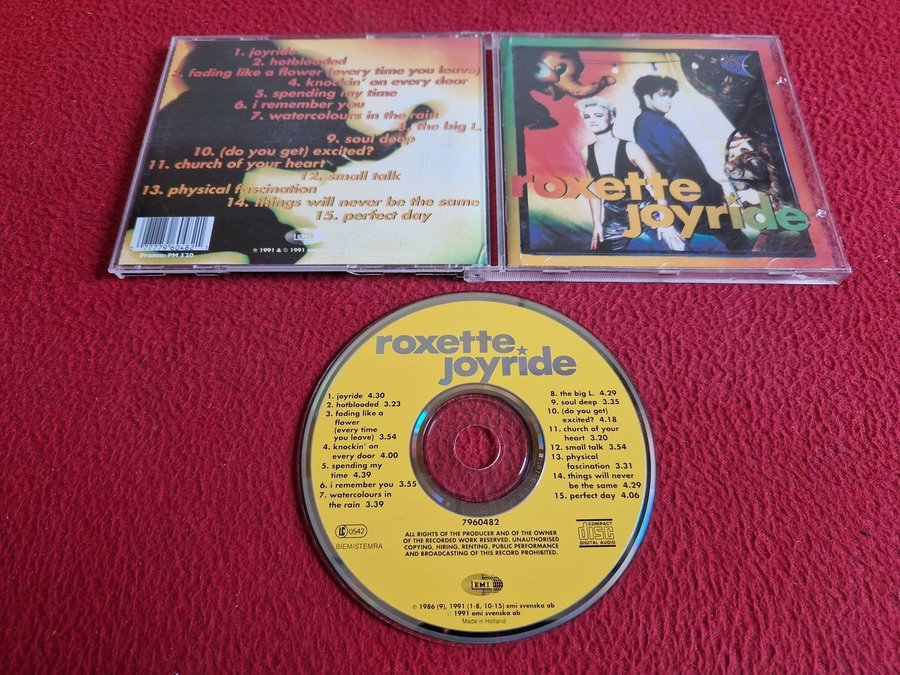 1. joyride
2. hotblooded
3. fading like a flower (every time you leave)
4. knockin' on every door
5. spending my time
6. i remember you
7. watercolours in the rain
8. the big L.
9. soul deep
10. (do you get) excited?
11. church of your heart
12. small talk
13. physical fascination
14. things will never be the same
15. perfect day
EMI
℗ 1991 & © 1991
77779 60482
France: PM 520
roxette
joyride
roxette
joyride
1. joyride 4.30
2. hotblooded 3.23
3. fading like a
flower
(every time
you leave) 3.54
4. knockin' on
every door 4.00
5. spending my
time 4.39
6. i remember you 3.55
7. watercolours in
the rain 3.39
8. the big L. 4.29
9. soul deep 3.35
10. (do you get)
excited? 4.18
11. church of your
heart 3.20
12. small talk 3.54
13. physical
fascination 3.31
14. things will never
be the same 4.29
15. perfect day 4.06
LC 0542
BIEM/STEMRA
7960482
ALL RIGHTS OF THE PRODUCER AND OF THE OWNER
OF THE RECORDED WORK RESERVED. UNAUTHORISED
COPYING, HIRING, RENTING, PUBLIC PERFORMANCE
AND BROADCASTING OF THIS RECORD PROHIBITED.
COMPACT
disc
DIGITAL AUDIO
EMI
℗ 1986 (9), 1991 (1-8, 10-15) emi svenska ab
© 1991 emi svenska ab
Made in Holland